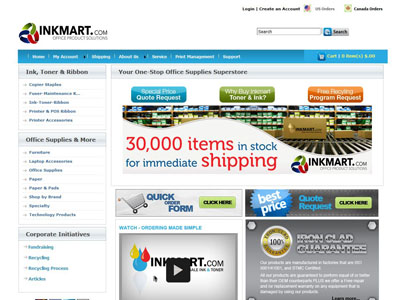 Login | Create an Account US Orders Canada Orders
INKMART.COM
OFFICE PRODUCT SOLUTIONS
Search
Home My Account Shipping About Us Service Print Management Support
Cart | 0 Item(s) $.00
Ink, Toner & Ribbon
Copier Staples
Toner-Maintenance K...
Ink-Toner-Ribbon
Printer & POS Ribbon
Printer Accessories
Office Supplies & More
Furniture
Laptop Accessories
Office Supplies
Paper
Paper & Pads
Shop by Brand
Specialty
Technology Products
Corporate Initiatives
Fundraising
Recycling
Recycling Process
Articles
Your One-Stop Office Supplies Superstore
Special Price
Quote Request
Why Buy Inkmart
Toner & Ink?
Free Recycling
Program Request
30,000 items in stock
for immediate shipping
INKMART.COM
OFFICE PRODUCT SOLUTIONS
QUICK
ORDER
FORM
CLICK HERE
best
price
Quote
Request
CLICK HERE
WATCH - ORDERING MADE SIMPLE
INKMART.COM
SALE INK & TONER
100%
IRON CLAD
GUARANTEE
Our products are manufactured in factories that are ISO
9001/14001, and STMC Certified.
All our products are guaranteed to perform equal of or better
than their OEM counterparts PLUS, we offer a 1 time repair
and/or replacement warranty on any equipment that is
damaged by using our products.